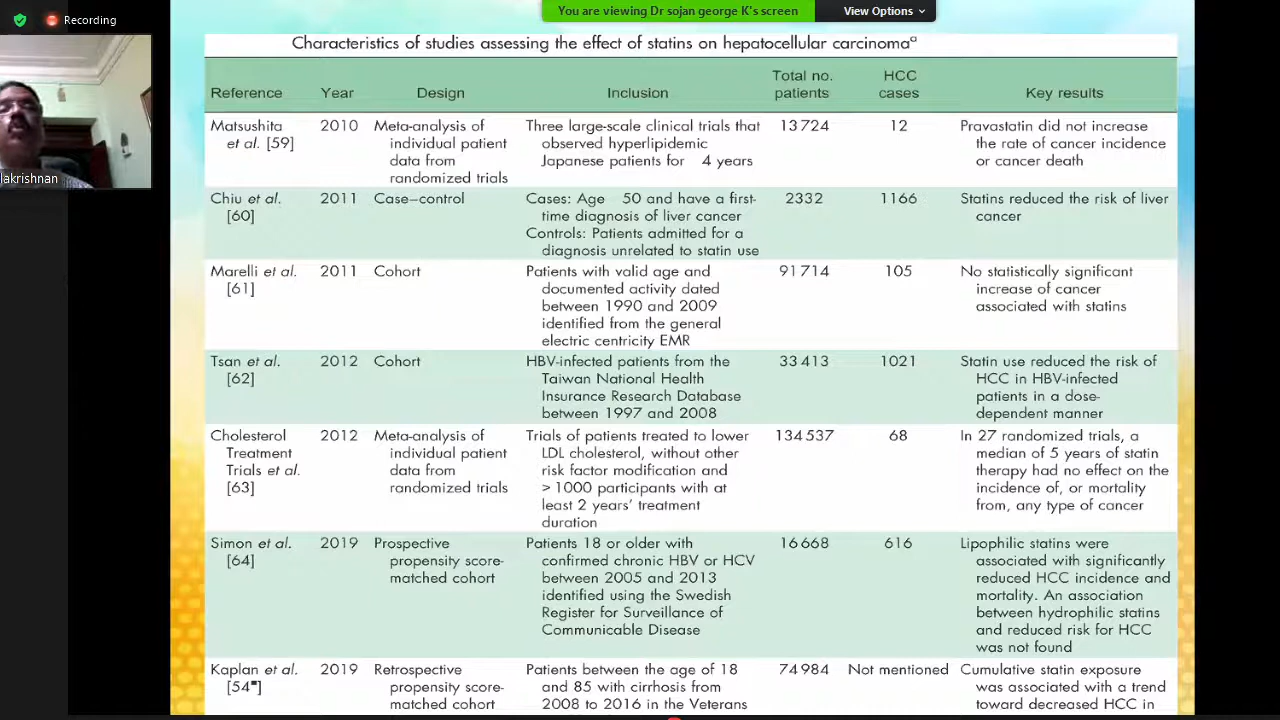 Recording
You are viewing Dr sojan george K's screen
View Options
lakrishnan
Characteristics of studies assessing the effect of statins on hepatocellular carcinomaᵃ
Reference Year Design Inclusion Total no. patients HCC cases Key results
Matsushita 2010 Meta-analysis of Three large-scale clinical trials that 13 724 12 Pravastatin did not increase
et al. [59] individual patient observed hyperlipidemic the rate of cancer incidence
data from Japanese patients for 4 years or cancer death
randomized trials
Chiu et al. 2011 Case–control Cases: Age 50 and have a first- 2332 1166 Statins reduced the risk of liver
[60] time diagnosis of liver cancer cancer
Controls: Patients admitted for a
diagnosis unrelated to statin use
Marelli et al. 2011 Cohort Patients with valid age and 91 714 105 No statistically significant
[61] documented activity dated increase of cancer
between 1990 and 2009 associated with statins
identified from the general
electric centricity EMR
Tsan et al. 2012 Cohort HBV-infected patients from the 33 413 1021 Statin use reduced the risk of
[62] Taiwan National Health HCC in HBV-infected
Insurance Research Database patients in a dose-
between 1997 and 2008 dependent manner
Cholesterol 2012 Meta-analysis of Trials of patients treated to lower 134 537 68 In 27 randomized trials, a
Treatment individual patient LDL cholesterol, without other median of 5 years of statin
Trials et al. data from risk factor modification and therapy had no effect on the
[63] randomized trials > 1000 participants with at incidence of, or mortality
least 2 years' treatment from, any type of cancer
duration
Simon et al. 2019 Prospective Patients 18 or older with 16 668 616 Lipophilic statins were
[64] propensity score- confirmed chronic HBV or HCV associated with significantly
matched cohort between 2005 and 2013 reduced HCC incidence and
identified using the Swedish mortality. An association
Register for Surveillance of between hydrophilic statins
Communicable Disease and reduced risk for HCC
was not found
Kaplan et al. 2019 Retrospective Patients between the age of 18 74 984 Not mentioned Cumulative statin exposure
[54▪] propensity score- and 85 with cirrhosis from was associated with a trend
matched cohort 2008 to 2016 in the Veterans toward decreased HCC in